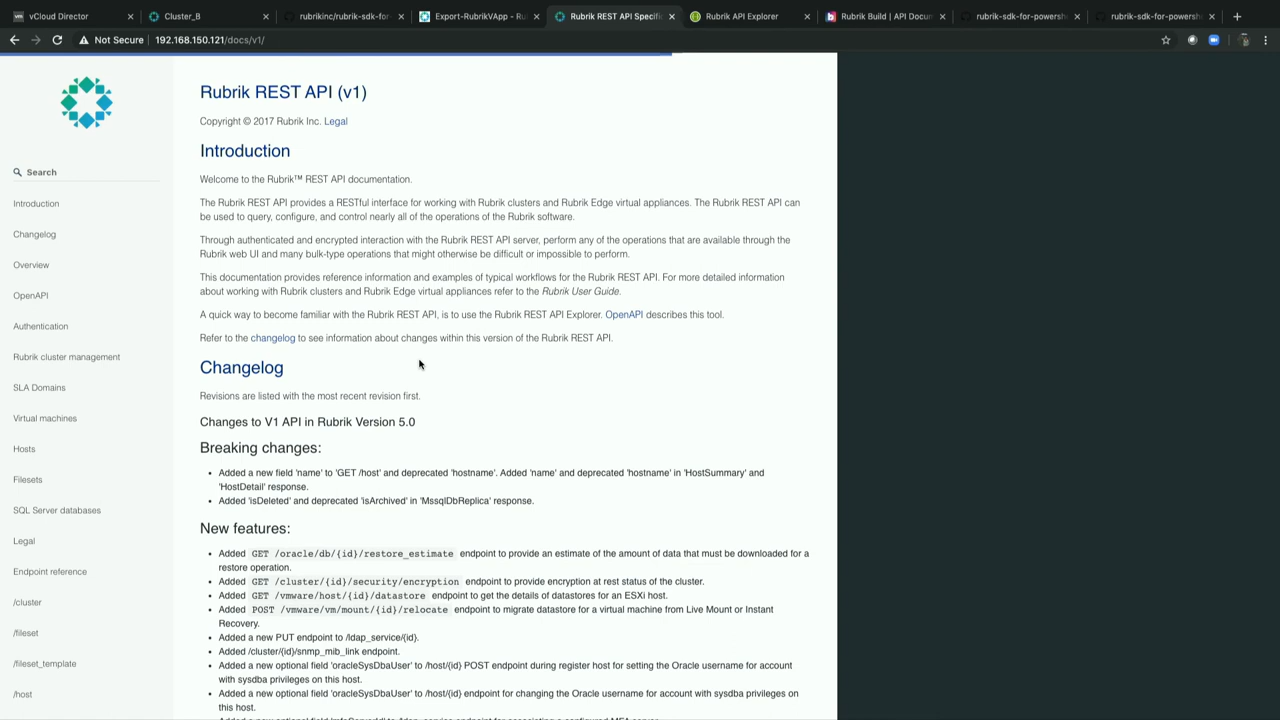 vCloud Director
Cluster_B
rubrikinc/rubrik-sdk-for-
Export-RubrikVApp - Ru
Rubrik REST API Specifi
Rubrik API Explorer
Rubrik Build | API Docum
rubrik-sdk-for-powersh
rubrik-sdk-for-powersh
Not Secure | 192.168.150.121/docs/v1/
Search
Introduction
Changelog
Overview
OpenAPI
Authentication
Rubrik cluster management
SLA Domains
Virtual machines
Hosts
Filesets
SQL Server databases
Legal
Endpoint reference
/cluster
/fileset
/fileset_template
/host
Rubrik REST API (v1)
Copyright © 2017 Rubrik Inc. Legal
Introduction
Welcome to the Rubrik™ REST API documentation.
The Rubrik REST API provides a RESTful interface for working with Rubrik clusters and Rubrik Edge virtual appliances. The Rubrik REST API can
be used to query, configure, and control nearly all of the operations of the Rubrik software.
Through authenticated and encrypted interaction with the Rubrik REST API server, perform any of the operations that are available through the
Rubrik web UI and many bulk-type operations that might otherwise be difficult or impossible to perform.
This documentation provides reference information and examples of typical workflows for the Rubrik REST API. For more detailed information
about working with Rubrik clusters and Rubrik Edge virtual appliances refer to the Rubrik User Guide.
A quick way to become familiar with the Rubrik REST API, is to use the Rubrik REST API Explorer. OpenAPI describes this tool.
Refer to the changelog to see information about changes within this version of the Rubrik REST API.
Changelog
Revisions are listed with the most recent revision first.
Changes to V1 API in Rubrik Version 5.0
Breaking changes:
• Added a new field 'name' to 'GET /host' and deprecated 'hostname'. Added 'name' and deprecated 'hostname' in 'HostSummary' and
'HostDetail' response.
• Added 'isDeleted' and deprecated 'isArchived' in 'MssqlDbReplica' response.
New features:
• Added GET /oracle/db/{id}/restore_estimate endpoint to provide an estimate of the amount of data that must be downloaded for a
restore operation.
• Added GET /cluster/{id}/security/encryption endpoint to provide encryption at rest status of the cluster.
• Added GET /vmware/host/{id}/datastore endpoint to get the details of datastores for an ESXi host.
• Added POST /vmware/vm/mount/{id}/relocate endpoint to migrate datastore for a virtual machine from Live Mount or Instant
Recovery.
• Added a new PUT endpoint to /ldap_service/{id}.
• Added /cluster/{id}/snmp_mib_link endpoint.
• Added a new optional field 'oracleSysDbaUser' to /host/{id} POST endpoint during register host for setting the Oracle username for account
with sysdba privileges on this host.
• Added a new optional field 'oracleSysDbaUser' to /host/{id} endpoint for changing the Oracle username for account with sysdba privileges on
this host.